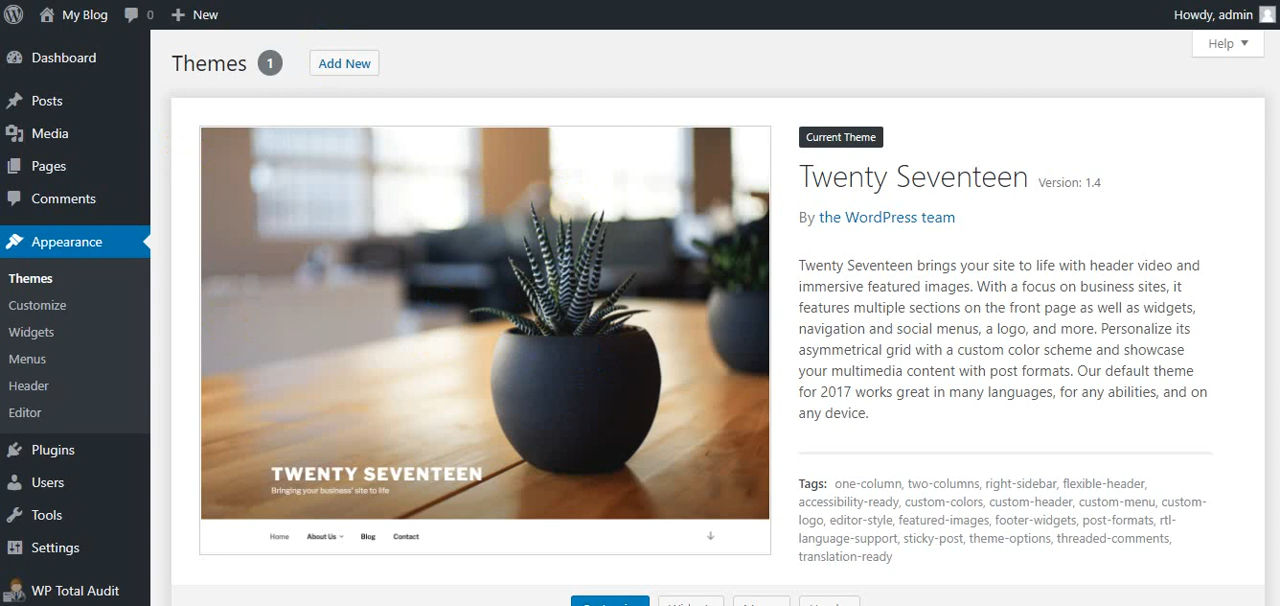 My Blog 0 New Howdy, admin
Help
Dashboard
Posts
Media
Pages
Comments
Appearance
Themes
Customize
Widgets
Menus
Header
Editor
Plugins
Users
Tools
Settings
WP Total Audit
Themes 1 Add New
TWENTY SEVENTEEN
Bringing your business' site to life
Home About Us Blog Contact
Current Theme
Twenty Seventeen Version: 1.4
By the WordPress team
Twenty Seventeen brings your site to life with header video and
immersive featured images. With a focus on business sites, it
features multiple sections on the front page as well as widgets,
navigation and social menus, a logo, and more. Personalize its
asymmetrical grid with a custom color scheme and showcase
your multimedia content with post formats. Our default theme
for 2017 works great in many languages, for any abilities, and on
any device.
Tags: one-column, two-columns, right-sidebar, flexible-header,
accessibility-ready, custom-colors, custom-header, custom-menu, custom-
logo, editor-style, featured-images, footer-widgets, post-formats, rtl-
language-support, sticky-post, theme-options, threaded-comments,
translation-ready